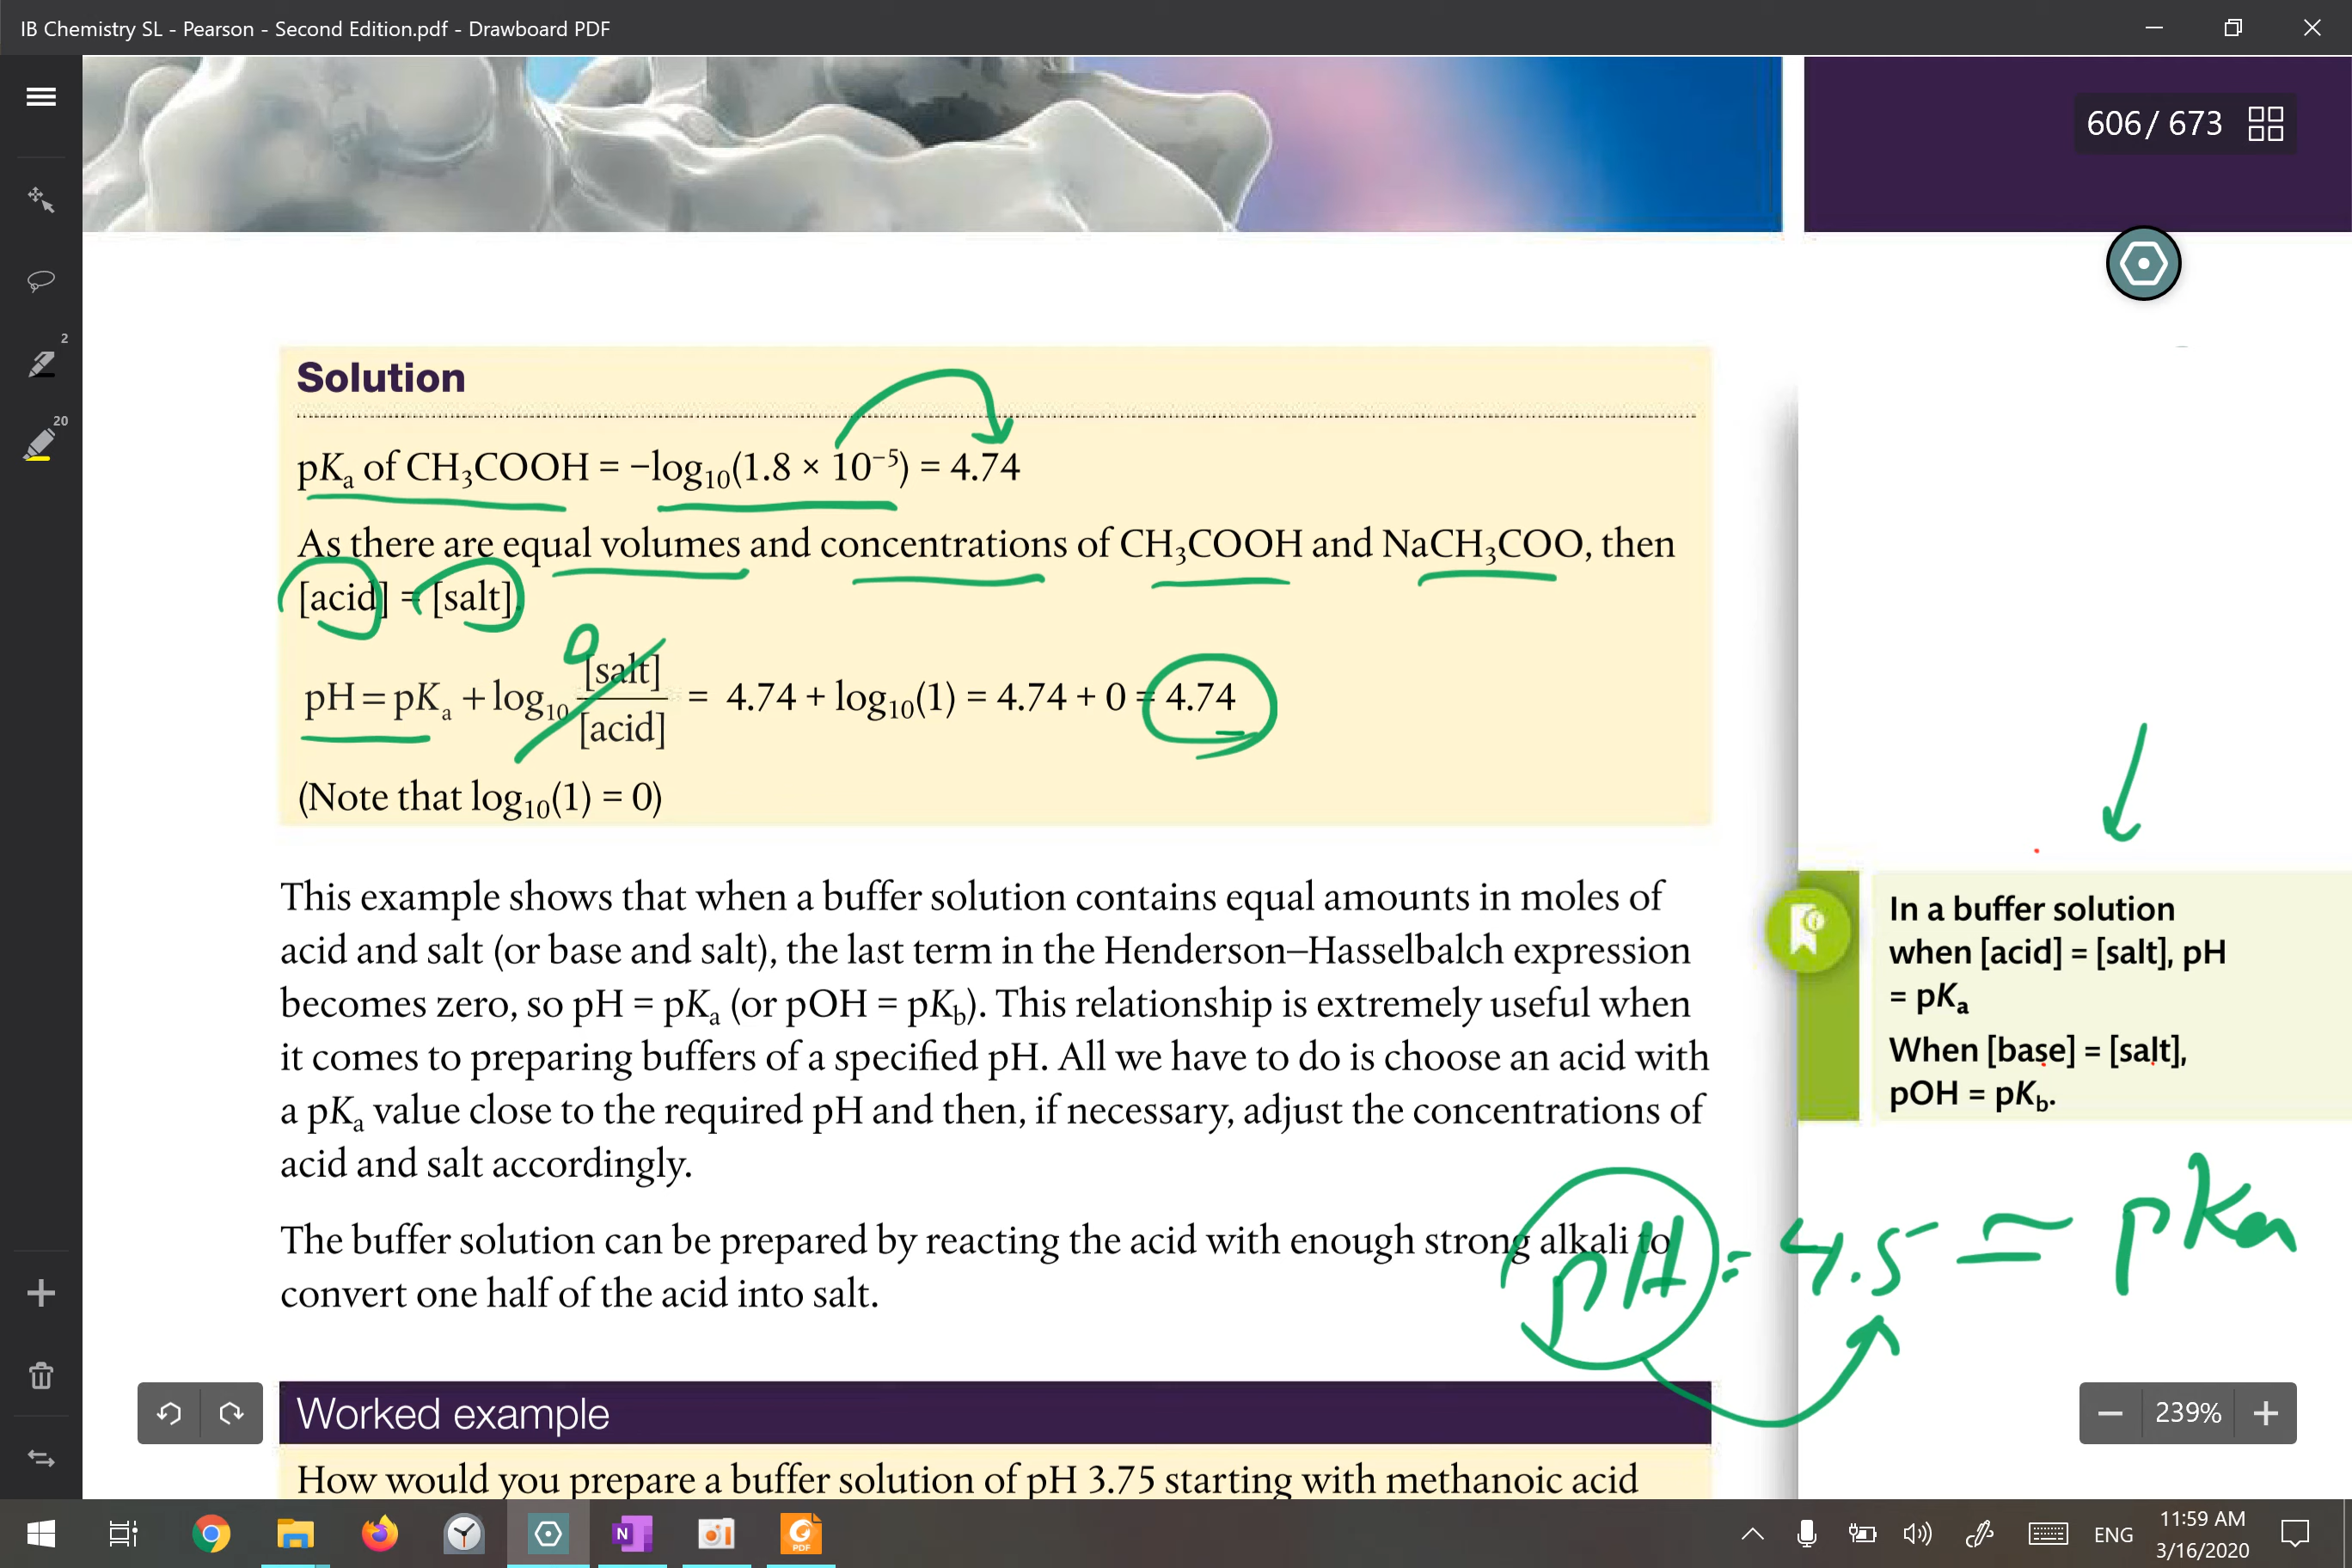 IB Chemistry SL - Pearson - Second Edition.pdf - Drawboard PDF
606 / 673
2
20
Solution
pKₐ of CH₃COOH = −log₁₀(1.8 × 10⁻⁵) = 4.74
As there are equal volumes and concentrations of CH₃COOH and NaCH₃COO, then
[acid] = [salt].
0
pH = pKₐ + log₁₀ [salt]/[acid] = 4.74 + log₁₀(1) = 4.74 + 0 = 4.74
(Note that log₁₀(1) = 0)
This example shows that when a buffer solution contains equal amounts in moles of
acid and salt (or base and salt), the last term in the Henderson–Hasselbalch expression
becomes zero, so pH = pKₐ (or pOH = pK_b). This relationship is extremely useful when
it comes to preparing buffers of a specified pH. All we have to do is choose an acid with
a pKₐ value close to the required pH and then, if necessary, adjust the concentrations of
acid and salt accordingly.
The buffer solution can be prepared by reacting the acid with enough strong alkali to
convert one half of the acid into salt.
In a buffer solution
when [acid] = [salt], pH
= pKₐ
When [base] = [salt],
pOH = pK_b.
pH = 4.5 ≃ pKa
Worked example
How would you prepare a buffer solution of pH 3.75 starting with methanoic acid
239%
N
PDF
ENG
11:59 AM
3/16/2020